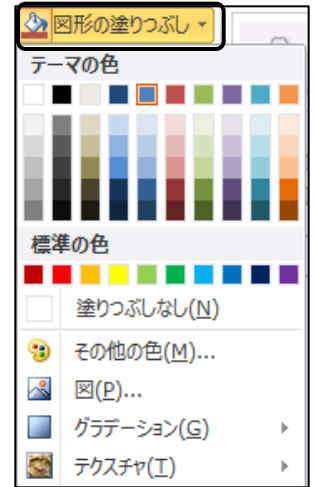 図形の塗りつぶし
テーマの色
標準の色
塗りつぶしなし(N)
その他の色(M)...
図(P)...
グラデーション(G)
テクスチャ(T)